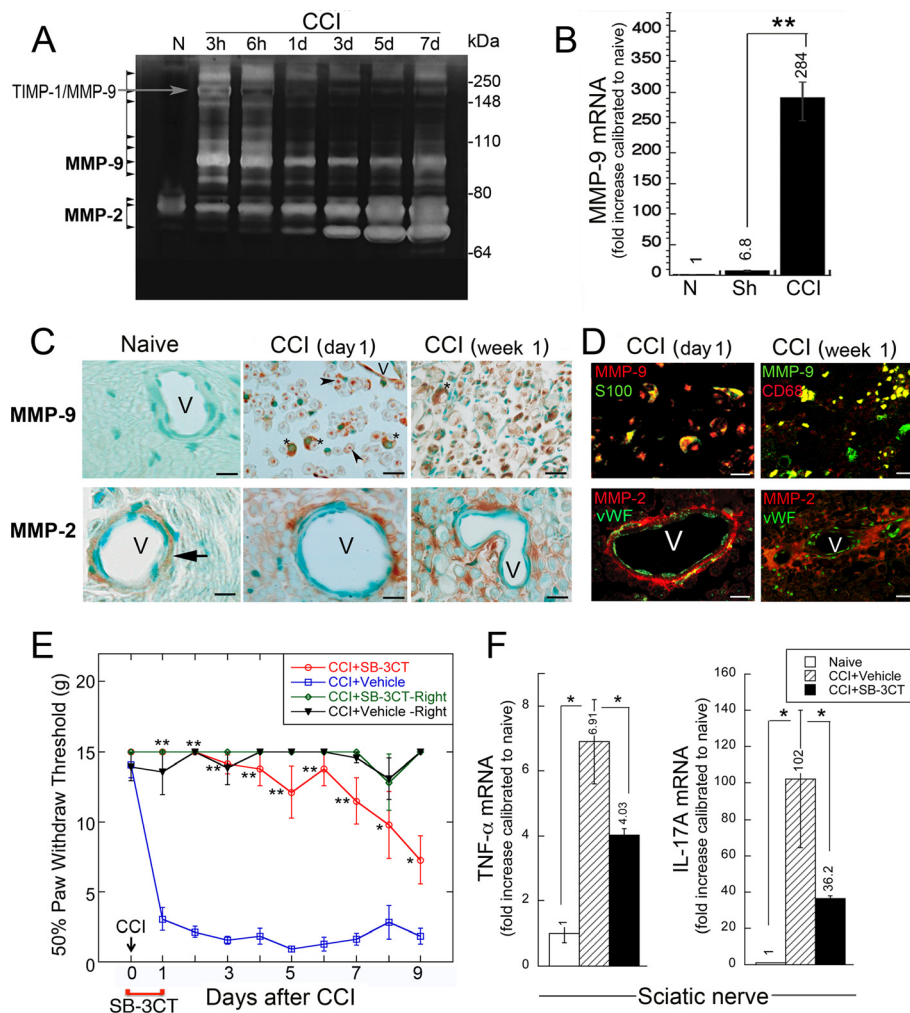 A
CCI
N 3h 6h 1d 3d 5d 7d kDa
TIMP-1/MMP-9
MMP-9
MMP-2
-250
-148
-110
-80
-64
B
**
MMP-9 mRNA
(fold increase calibrated to naive)
400
350
300
250
200
150
100
50
0
1
6.8
284
N Sh CCI
C
Naive CCI (day 1) CCI (week 1)
MMP-9
V
V
*
*
*
*
MMP-2
V
V
V
D
CCI (day 1) CCI (week 1)
MMP-9
S100
MMP-9
CD68
MMP-2
vWF
V
MMP-2
vWF
V
E
50% Paw Withdraw Threshold (g)
20
15
10
5
0
CCI+SB-3CT
CCI+Vehicle
CCI+SB-3CT-Right
CCI+Vehicle -Right
**
**
**
**
**
**
**
*
*
CCI
0 1 3 5 7 9
SB-3CT
Days after CCI
F
TNF-α mRNA
(fold increase calibrated to naive)
8
6
4
2
0
*
*
1
6.91
4.03
IL-17A mRNA
(fold increase calibrated to naive)
160
140
120
100
80
60
40
20
0
Naive
CCI+Vehicle
CCI+SB-3CT
*
*
1
102
36.2
Sciatic nerve